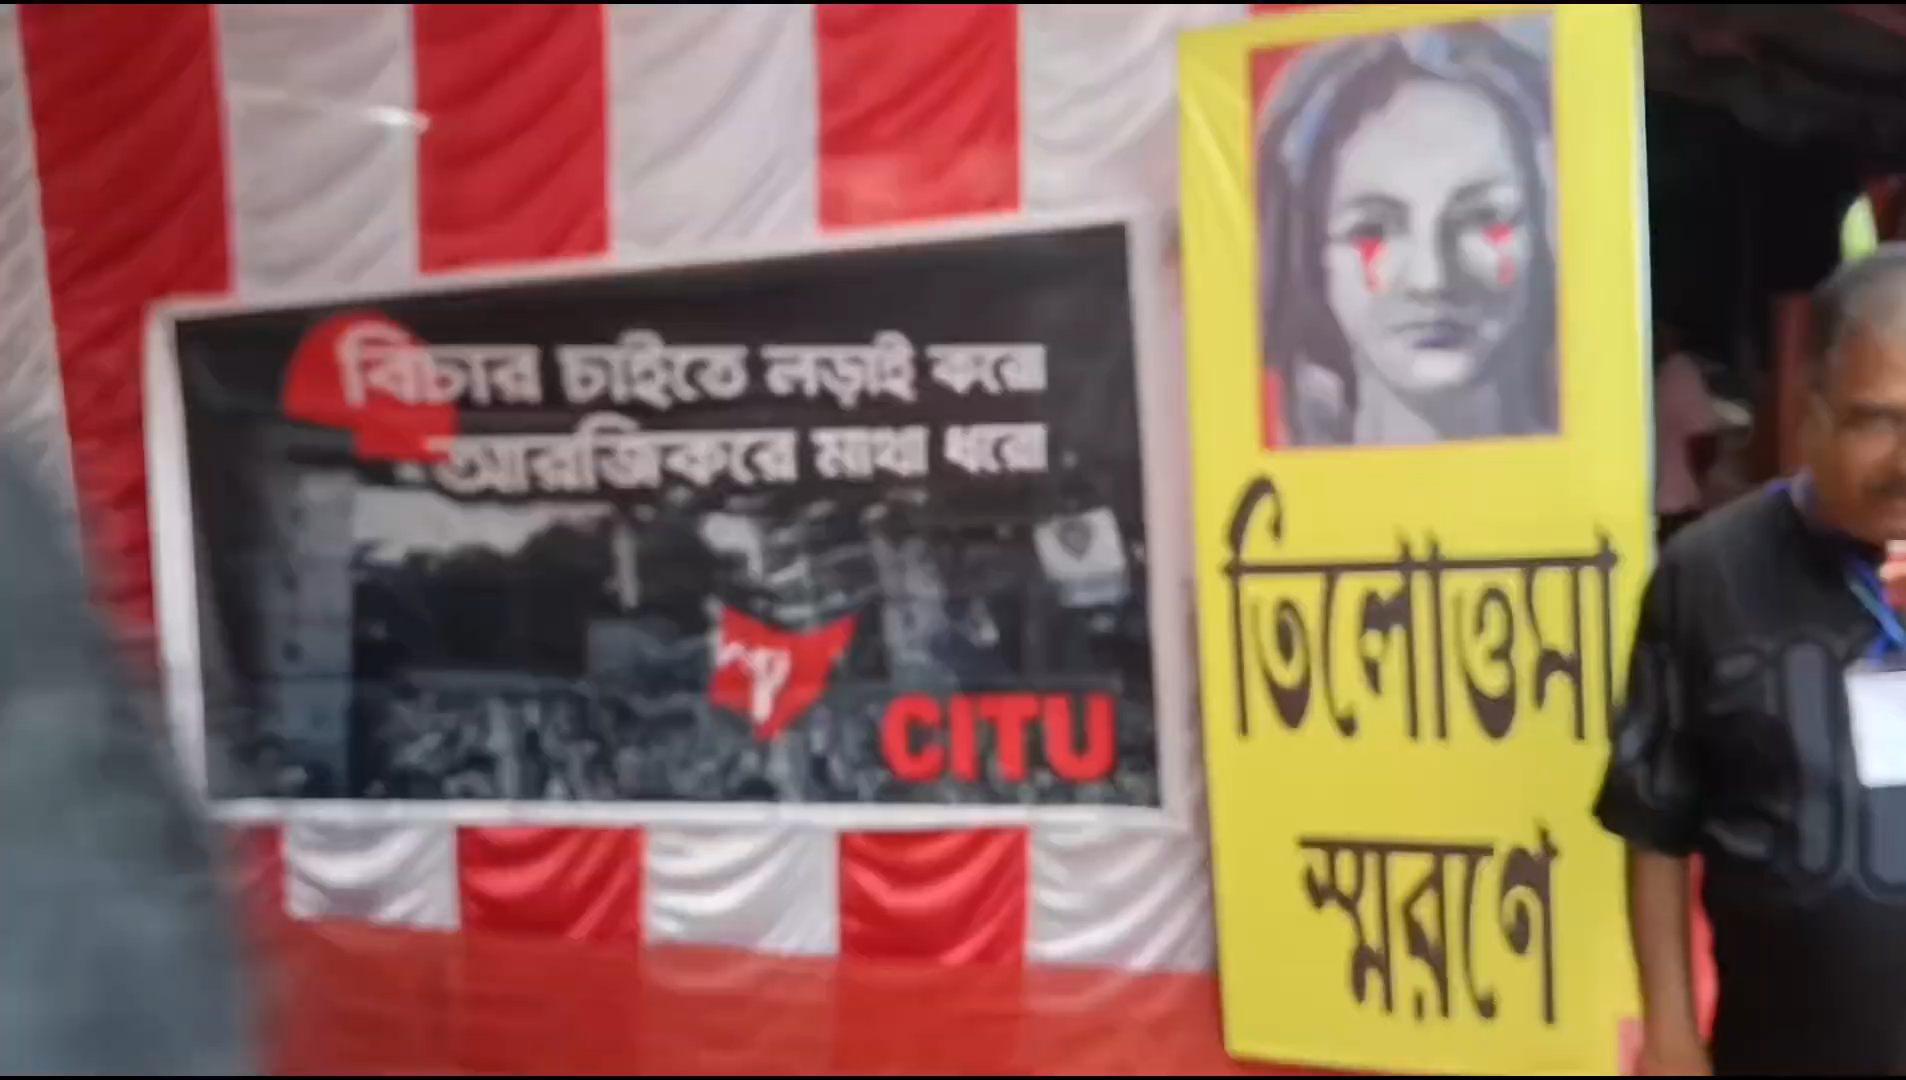 বিচার চাইতে লড়াই করো
আরজিকরে মাথা ধরো
CITU
তিলোত্তমা
স্মরণে